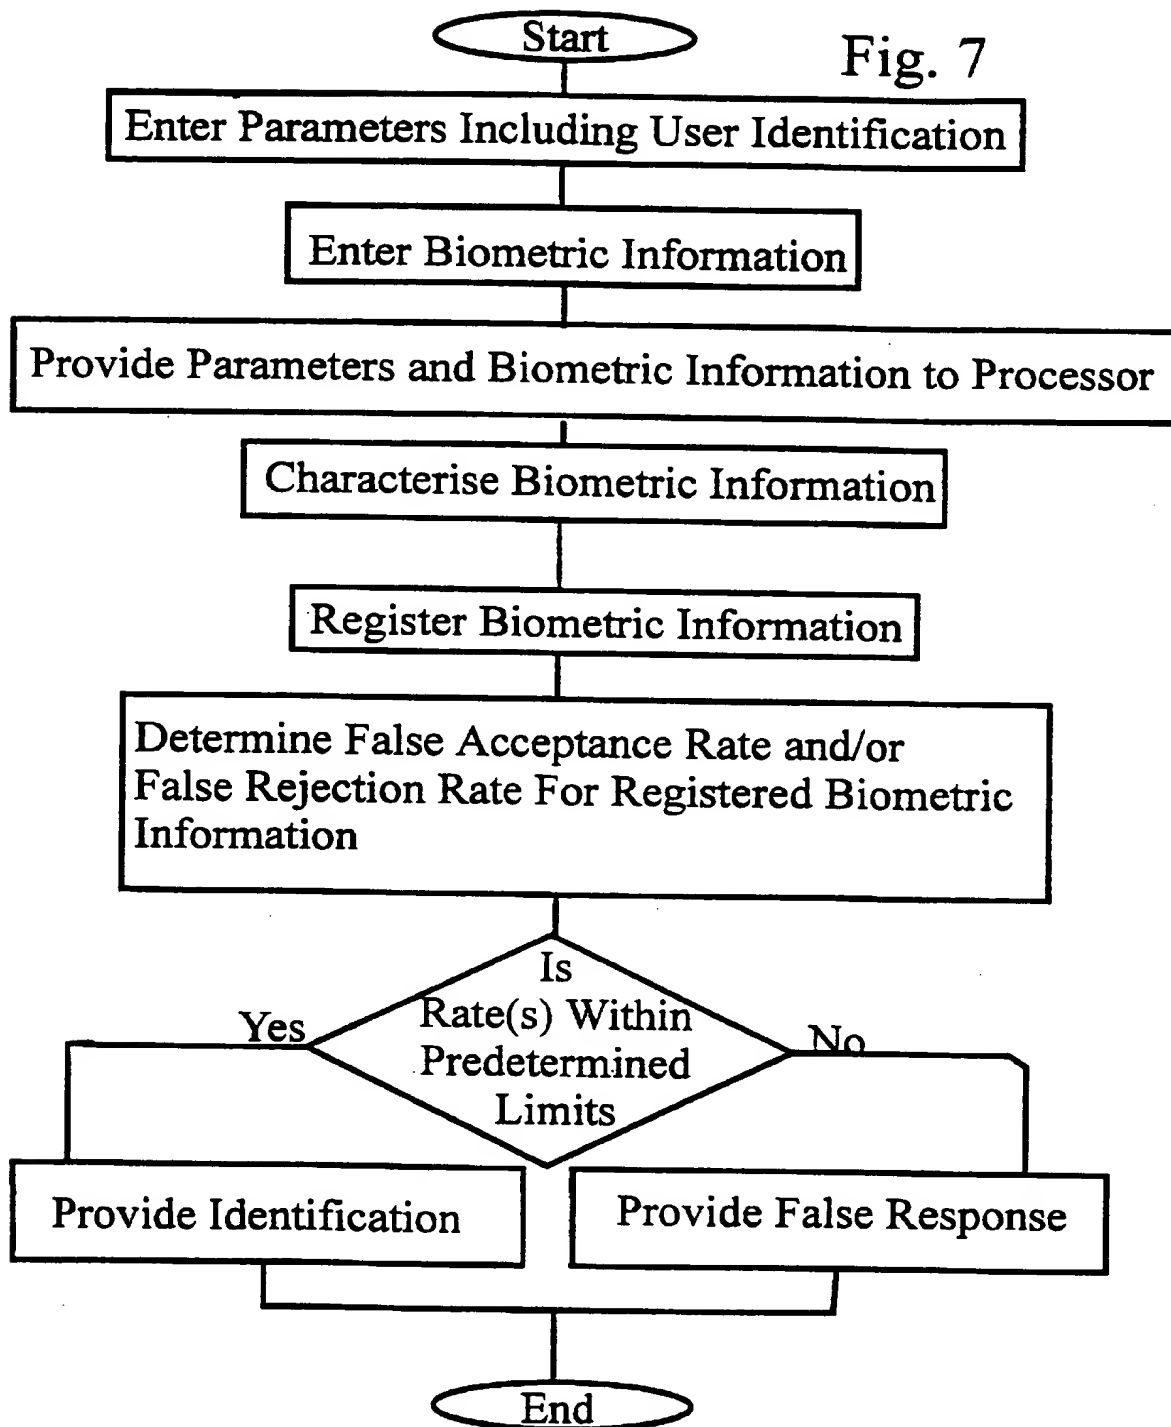 Start
Fig. 7
Enter Parameters Including User Identification
Enter Biometric Information
Provide Parameters and Biometric Information to Processor
Characterise Biometric Information
Register Biometric Information
Determine False Acceptance Rate and/or
False Rejection Rate For Registered Biometric
Information
Is
Rate(s) Within
Predetermined
Limits
Yes
No
Provide Identification
Provide False Response
End